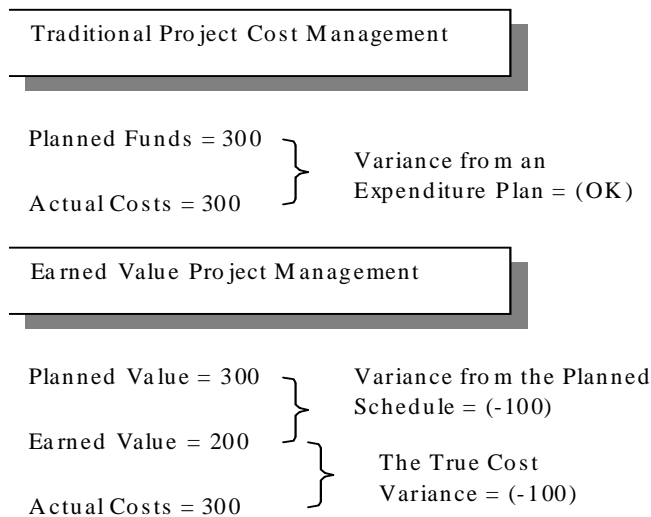 Traditional Project Cost Management
Planned Funds = 300
Actual Costs = 300
Variance from an
Expenditure Plan = (OK)
Earned Value Project Management
Planned Value = 300
Earned Value = 200
Variance from the Planned
Schedule = (-100)
Actual Costs = 300
The True Cost
Variance = (-100)